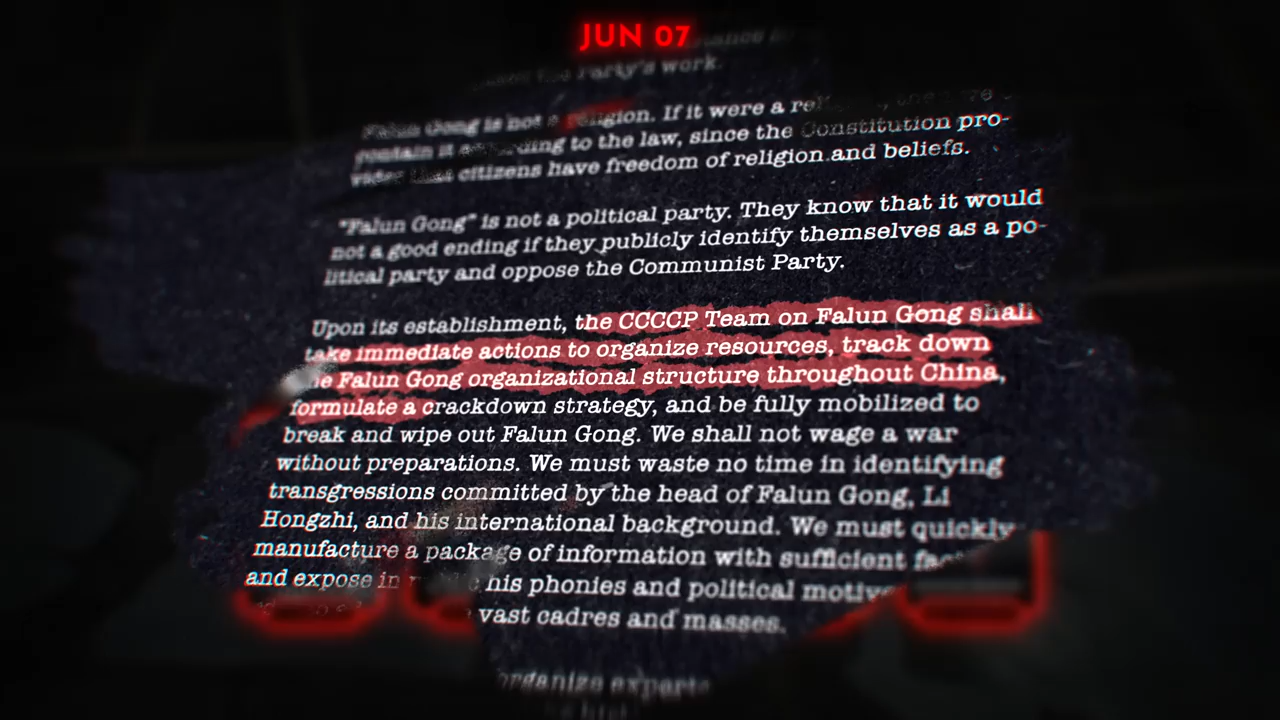 JUN 07
Party's work.
Falun Gong is not a religion. If it were a
to the law, since the Constitution pro-
citizens have freedom of religion and beliefs.
"Falun Gong" is not a political party. They know that it would
not a good ending if they publicly identify themselves as a po-
litical party and oppose the Communist Party.
Upon its establishment, the CCCCP Team on Falun Gong shall
take immediate actions to organize resources, track down
Falun Gong organizational structure throughout China,
formulate a crackdown strategy, and be fully mobilized to
break and wipe out Falun Gong. We shall not wage a war
without preparations. We must waste no time in identifying
transgressions committed by the head of Falun Gong, Li
Hongzhi, and his international background. We must quickly
manufacture a package of information with sufficient
and expose in his phonies and political
vast cadres and masses.
organize experts